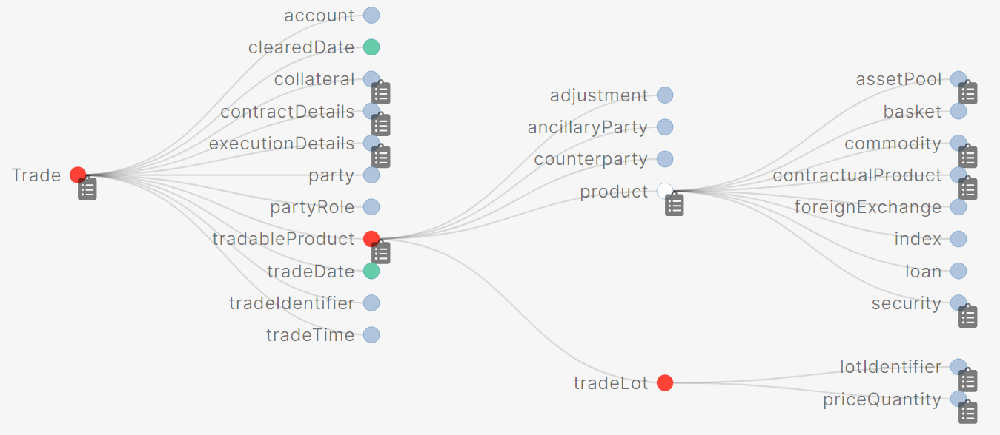 account
clearedDate
collateral
contractDetails
executionDetails
Trade
party
partyRole
tradableProduct
tradeDate
tradeIdentifier
tradeTime
adjustment
ancillaryParty
counterparty
product
tradeLot
assetPool
basket
commodity
contractualProduct
foreignExchange
index
loan
security
lotIdentifier
priceQuantity